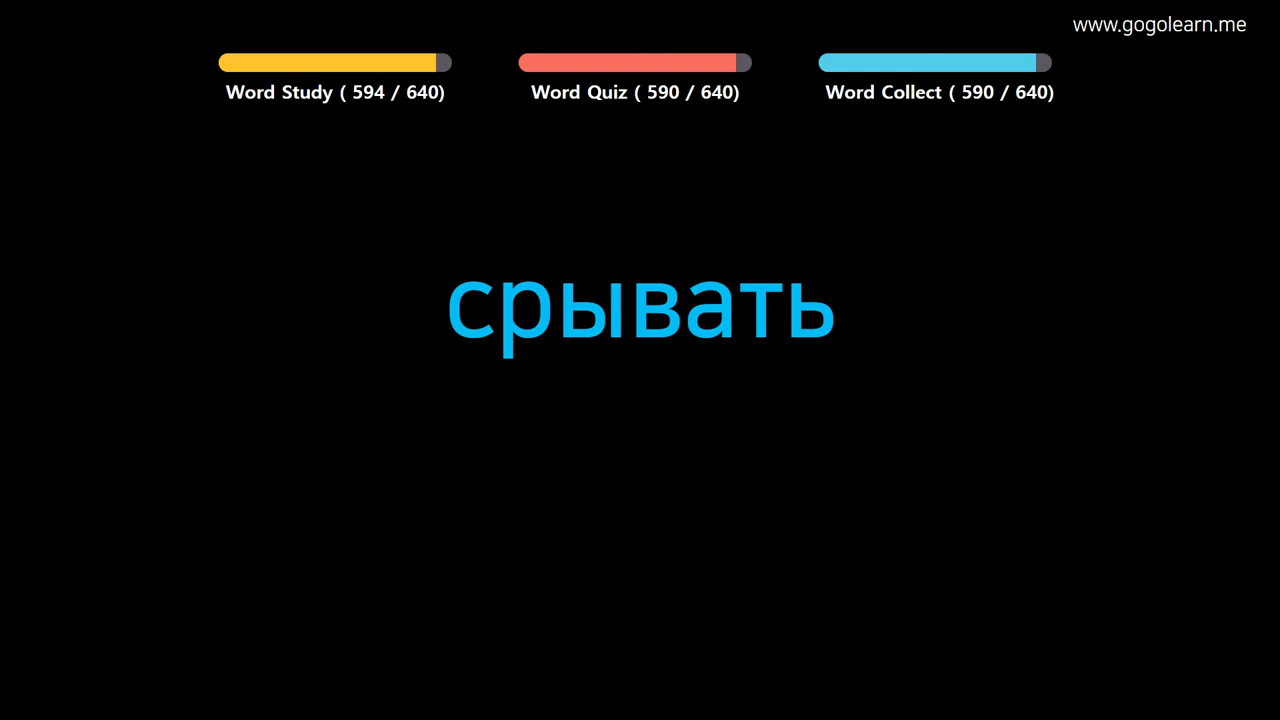 www.gogolearn.me
Word Study ( 594 / 640)
Word Quiz ( 590 / 640)
Word Collect ( 590 / 640)
срывать